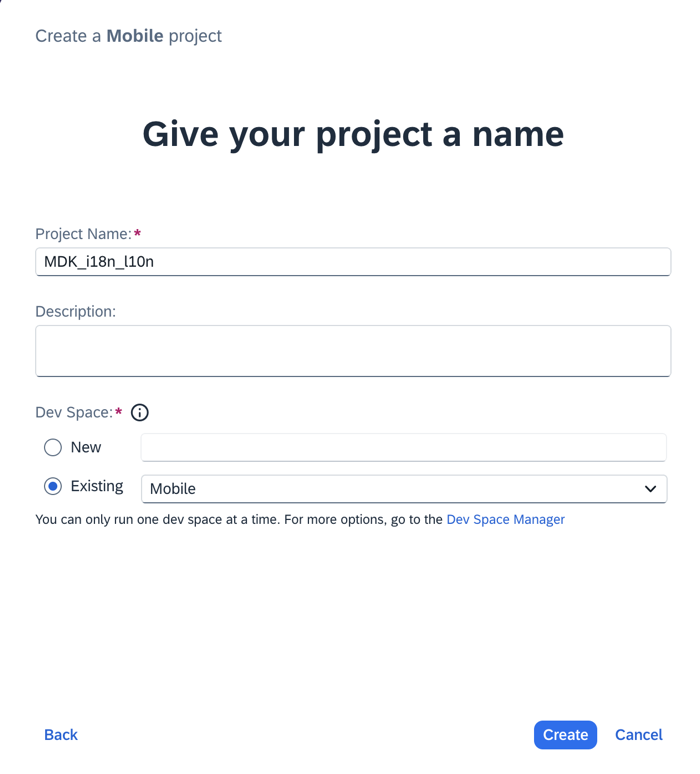 Create a Mobile project
Give your project a name
Project Name:*
MDK_i18n_l10n
Description:
Dev Space:*
New
Existing
Mobile
You can only run one dev space at a time. For more options, go to the Dev Space Manager
Back
Create
Cancel